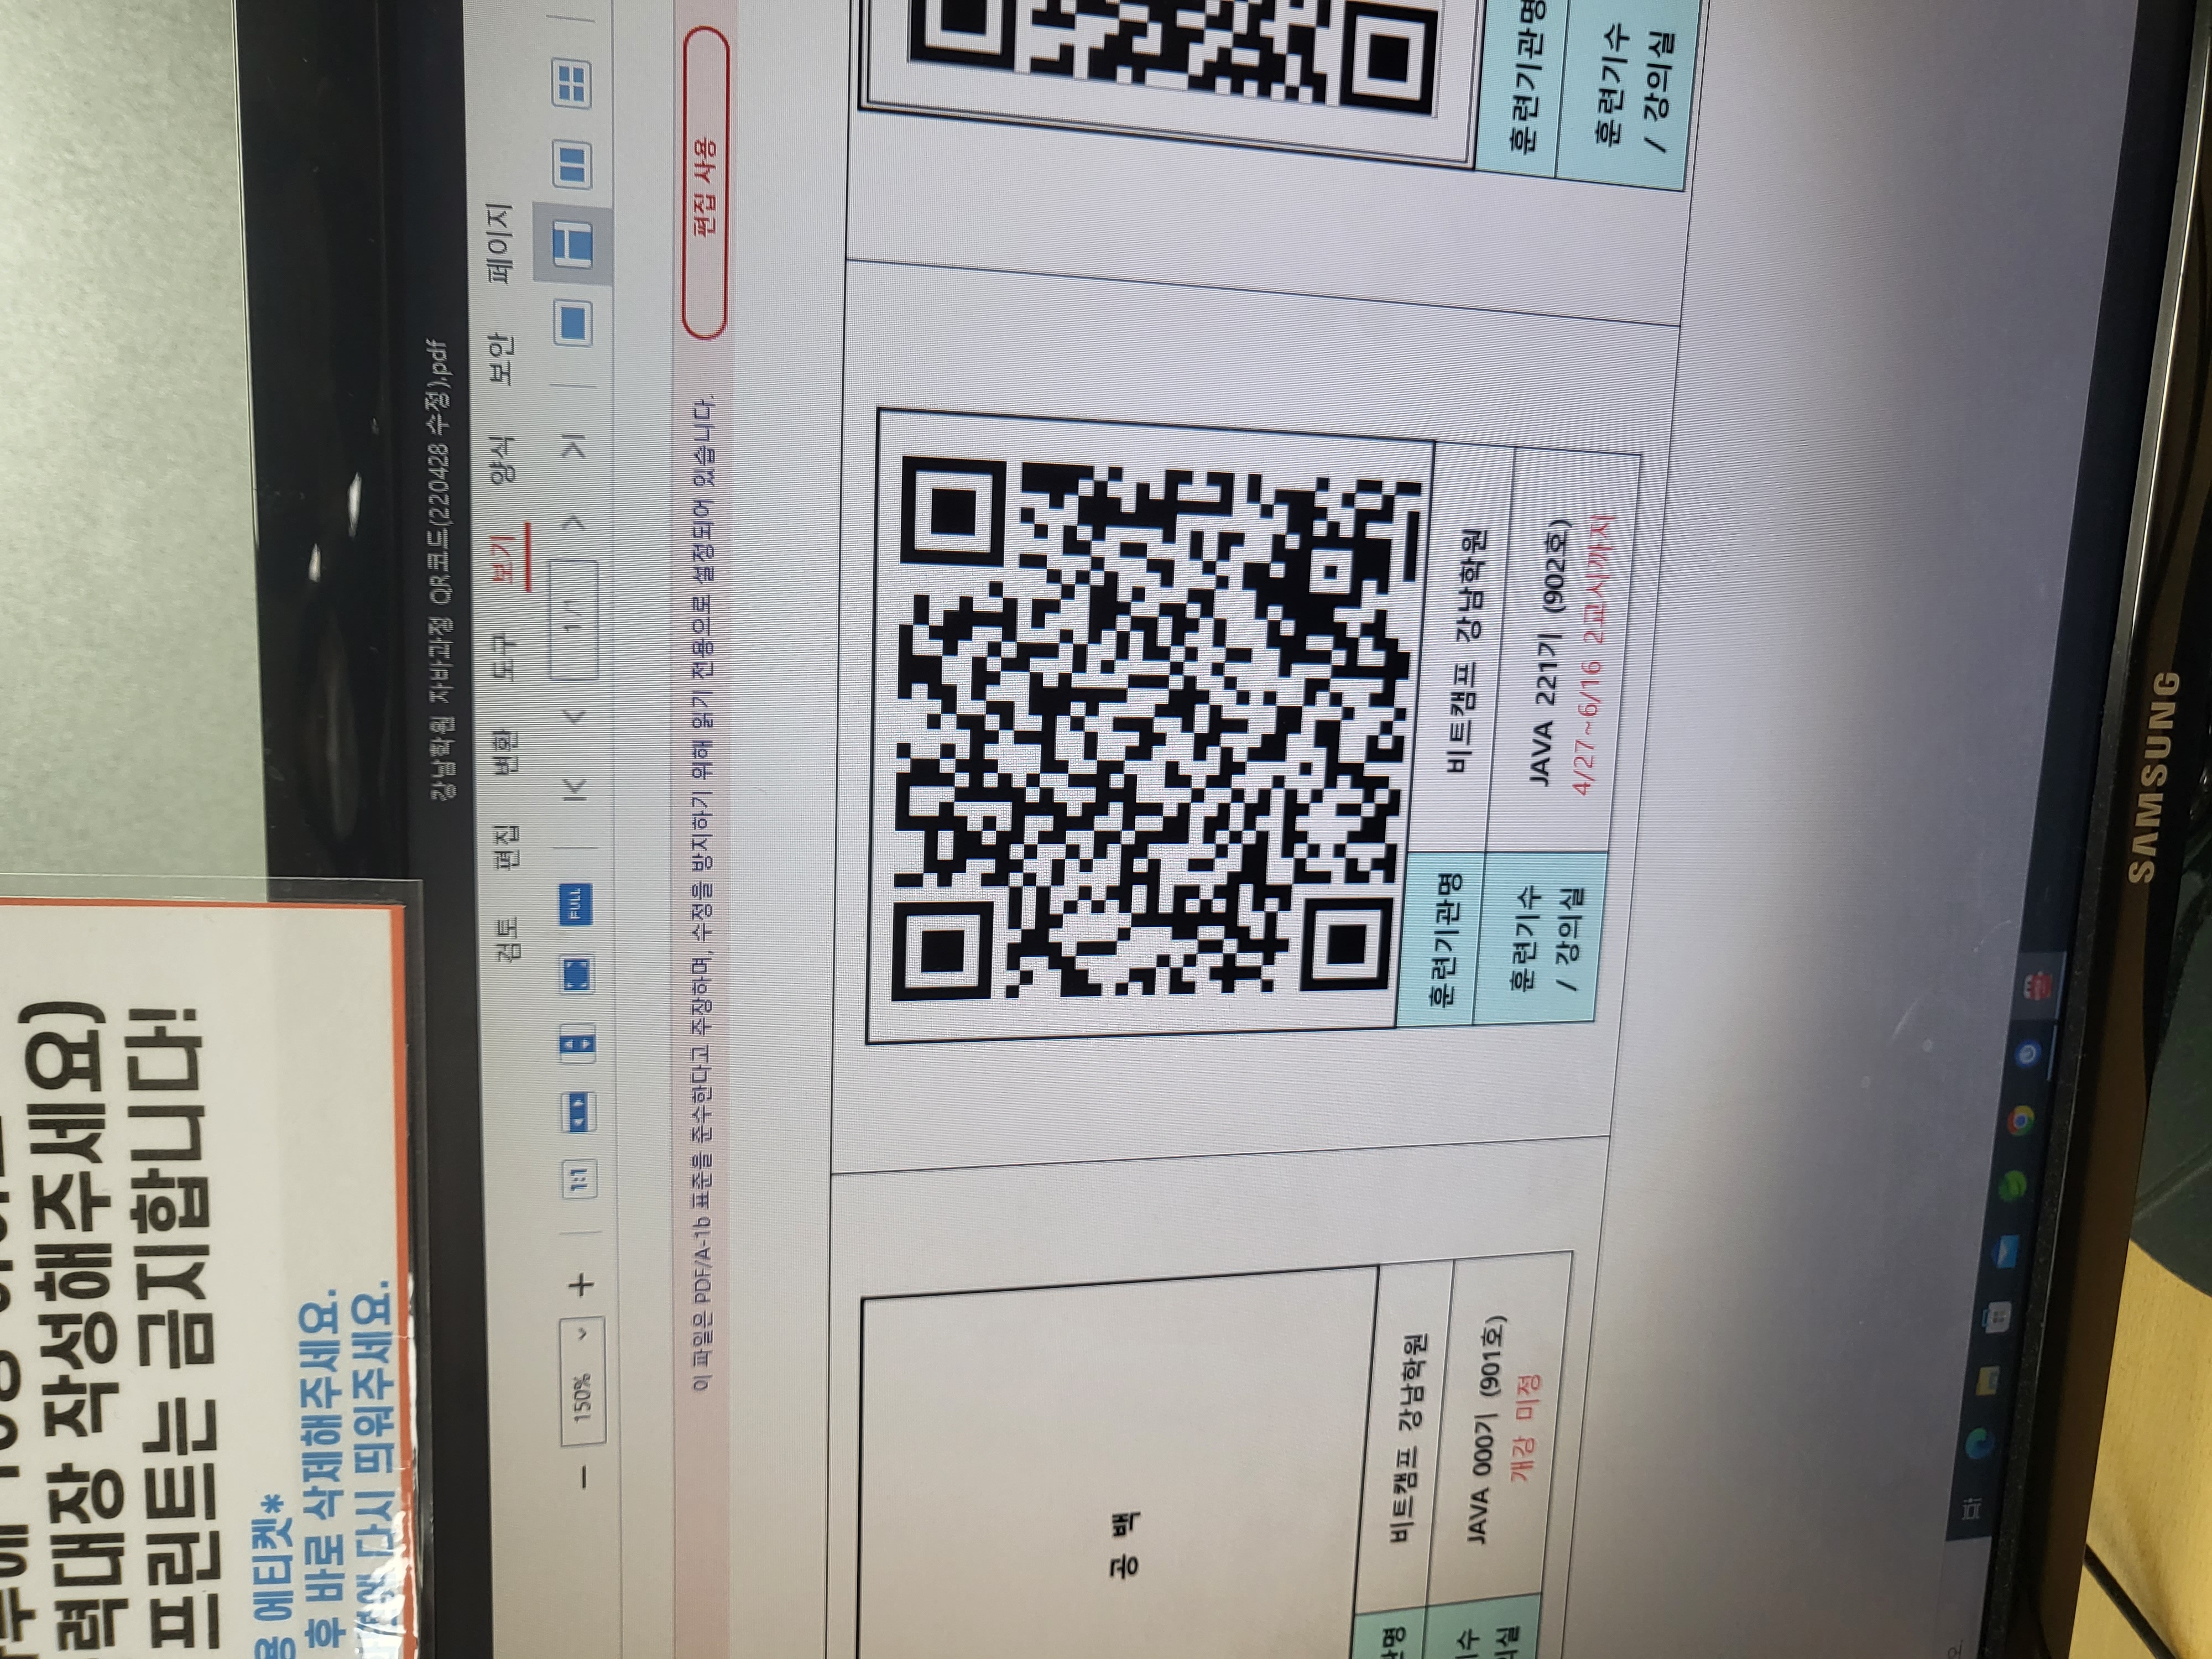 력대장 작성해주세요)
프린트는 금지합니다!
용 에티켓*
후 바로 삭제해주세요.
다시 띄워주세요.
강남학원 자바과정 QR코드(220428 수정).pdf
검토 편집 변환 도구 보기 양식 보안 페이지
150% 1:1 FULL 1/1
이 파일은 PDF/A-1b 표준을 준수한다고 주장하며, 수정을 방지하기 위해 읽기 전용으로 설정되어 있습니다. 편집 사용
공 백
관명 비트캠프 강남학원
기수
의실
JAVA 000기 (901호)
개강 미정
훈련기관명 비트캠프 강남학원
훈련기수
/ 강의실
JAVA 221기 (902호)
4/27~6/16 2교시까지
훈련기관명
훈련기수
/ 강의실
오.
SAMSUNG